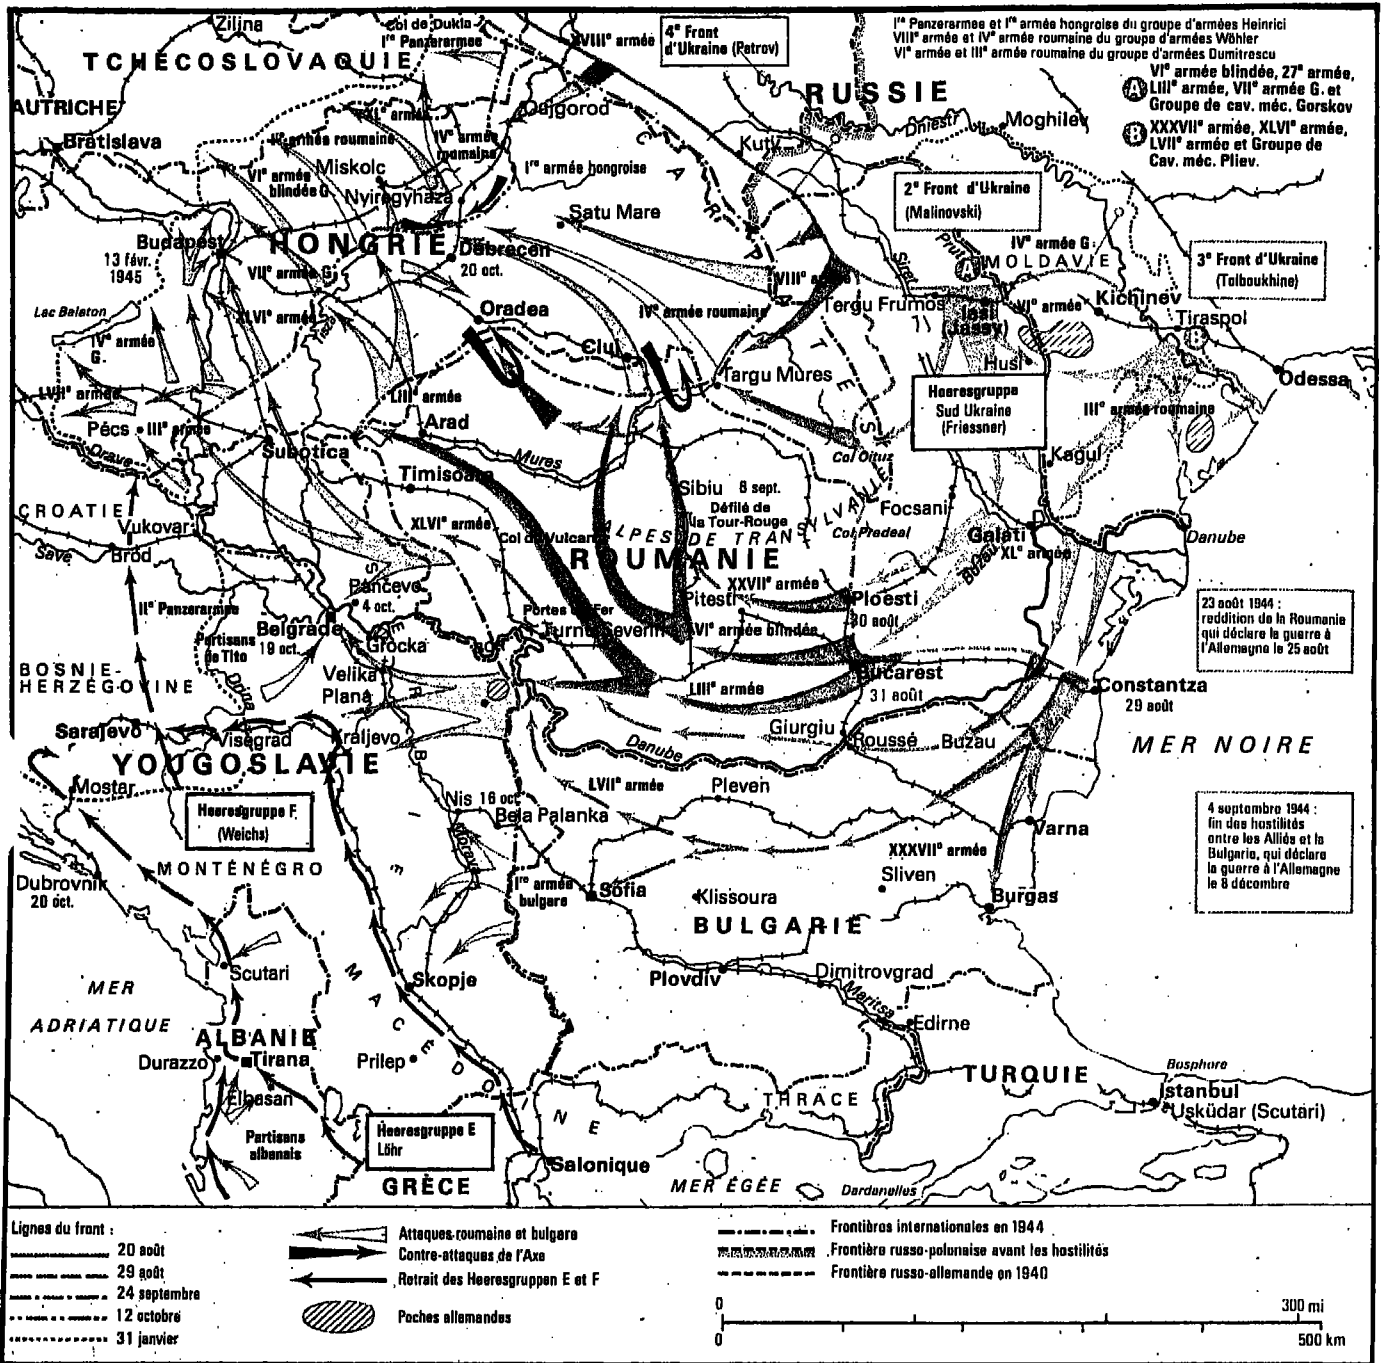 Zilina
Col de Dukla
Iʳᵉ Panzerarmee
XVIIIᵉ armée
4ᵉ Front
d'Ukraine (Petrov)
Iʳᵉ Panzerarmee et Iʳᵉ armée hongroise du groupe d'armées Heinrici
VIIIᵉ armée et IVᵉ armée roumaine du groupe d'armées Wöhler
VIᵉ armée et IIIᵉ armée roumaine du groupe d'armées Dumitrescu
TCHÉCOSLOVAQUIE
RUSSIE
A
VIᵉ armée blindée, 27ᵉ armée,
LIIIᵉ armée, VIIᵉ armée G. et
Groupe de cav. méc. Gorskov
B
XXXVIIᵉ armée, XLVIᵉ armée,
LVIIᵉ armée et Groupe de
Cav. méc. Pliev.
AUTRICHE
Bratislava
Oujgorod
Dniestr
Moghilev
Kuty
armée roumaine
IVᵉ armée
roumaine
Miskolc
VIᵉ armée
blindée G
Nyiregyhaza
Iʳᵉ armée hongroise
CARPATES
2ᵉ Front d'Ukraine
(Malinovski)
Satu Mare
Budapest
13 févr.
1945
HONGRIE
Debrecen
20 oct.
Prut
Siret
IVᵉ armée G.
MOLDAVIE
A
3ᵉ Front d'Ukraine
(Tolboukhine)
VIIᵉ armée G.
VIIIᵉ armée
Tergu Frumos
Iasi
(Jassy)
VIᵉ armée
Kichinev
Tiraspol
B
Lac Balaton
IVᵉ armée
G.
XLVIᵉ armée
Oradea
IVᵉ armée roumaine
Cluj
Husi
Targu Mures
Odessa
LVIIᵉ armée
LIIIᵉ armée
Heeresgruppe
Sud Ukraine
(Friessner)
IIIᵉ armée roumaine
Pécs
IIIᵉ armée
Arad
Drave
Subotica
Mures
Col Oituz
Kagul
Timisoara
Sibiu 8 sept.
Défilé de
la Tour-Rouge
CROATIE
Vukovar
Save
Brod
XLVIᵉ armée
Col de Vulcan
ALPES DE TRANSYLVANIE
Col Predeal
Focsani
Galati
XLᵉ armée
Danube
ROUMANIE
Buzau
Pancevo
4 oct.
XXVIIᵉ armée
Pitesti
Ploesti
30 août
IIᵉ Panzerarmee
Belgrade
19 oct.
Partisans
de Tito
Grocka
Portes de Fer
Turnu Severin
VIᵉ armée blindée
23 août 1944 :
reddition de la Roumanie
qui déclare la guerre à
l'Allemagne le 25 août
BOSNIE-
HERZÉGOVINE
Drina
Velika
Plana
SERBIE
LIIIᵉ armée
Bucarest
31 août
Constantza
29 août
Sarajevo
Visegrad
Kraljevo
Giurgiu
Roussé
Buzau
Danube
MER NOIRE
YOUGOSLAVIE
Mostar
Heeresgruppe F
(Weichs)
LVIIᵉ armée
Pleven
Nis 16 oct.
Bela Palanka
Varna
4 septembre 1944 :
fin des hostilités
entre les Alliés et la
Bulgarie, qui déclare
la guerre à l'Allemagne
le 8 décembre
Morava
MONTÉNÉGRO
Dubrovnik
20 oct.
Iʳᵉ armée
bulgare
Sofia
XXXVIIᵉ armée
Sliven
Klissoura
Burgas
BULGARIE
Scutari
MER
ADRIATIQUE
Skopje
Plovdiv
Dimitrovgrad
Maritsa
Edirne
MACÉDOINE
ALBANIE
Durazzo
Tirana
Prilep
Elbasan
TURQUIE
Bosphore
Istanbul
Usküdar (Scutari)
THRACE
Partisans
albanais
Heeresgruppe E
Löhr
Salonique
GRÈCE
MER ÉGÉE
Dardanelles
Lignes du front :
20 août
29 août
24 septembre
12 octobre
31 janvier
Attaques roumaine et bulgare
Contre-attaques de l'Axe
Retrait des Heeresgruppen E et F
Poches allemandes
Frontières internationales en 1944
Frontière russo-polonaise avant les hostilités
Frontière russo-allemande en 1940
0 300 mi
0 500 km